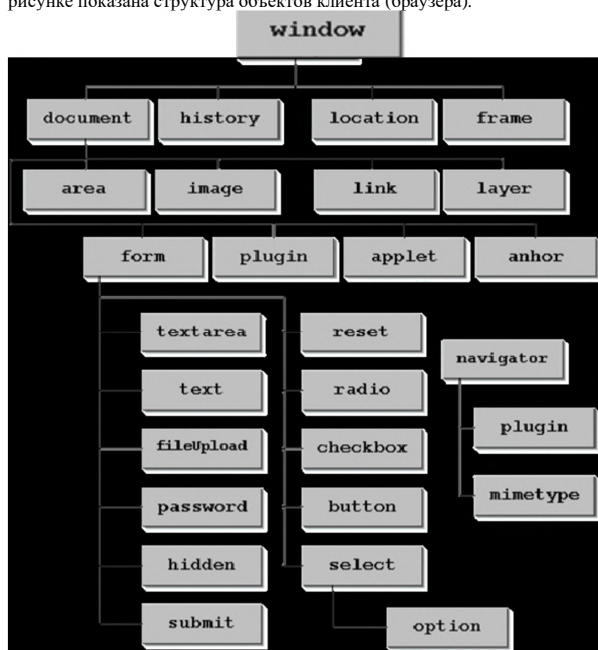 рисунке показана структура объектов клиента (браузера).
window
document history location frame
area image link layer
form plugin applet anhor
textarea reset
navigator
text radio
plugin
fileUpload checkbox
mimetype
password button
hidden select
submit option